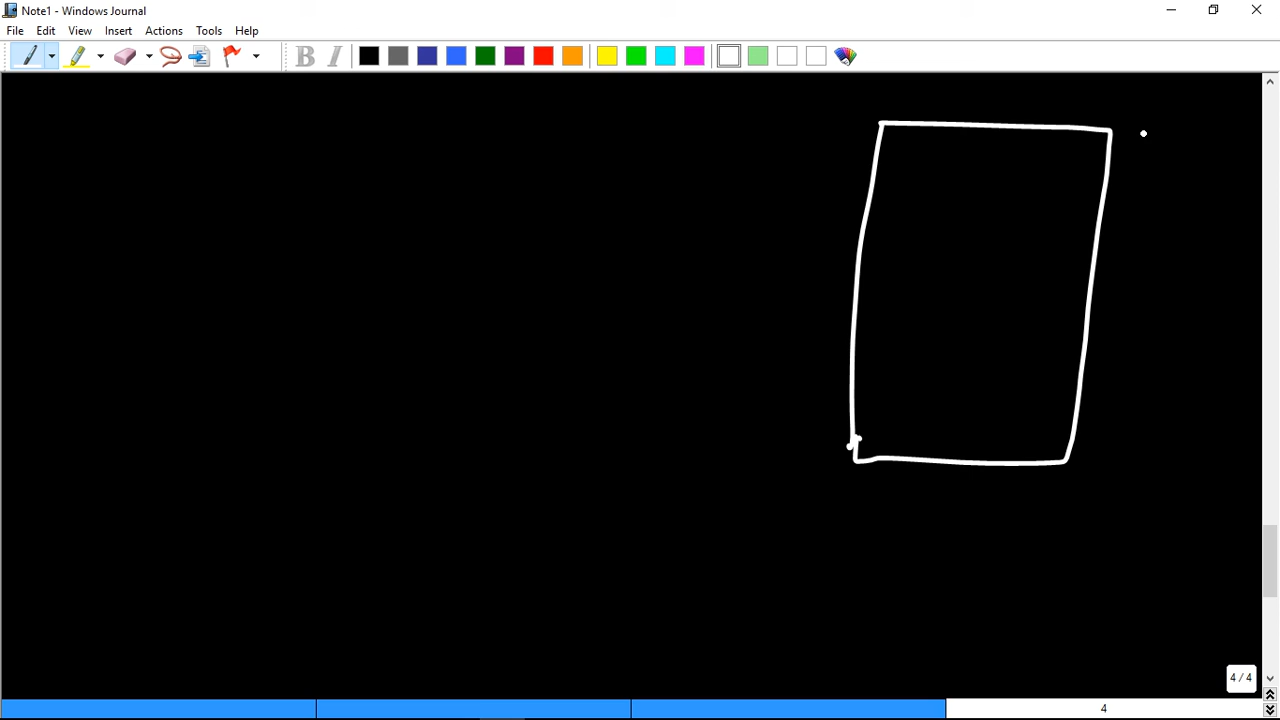 Note1 - Windows Journal
File Edit View Insert Actions Tools Help
B I
4 / 4
4